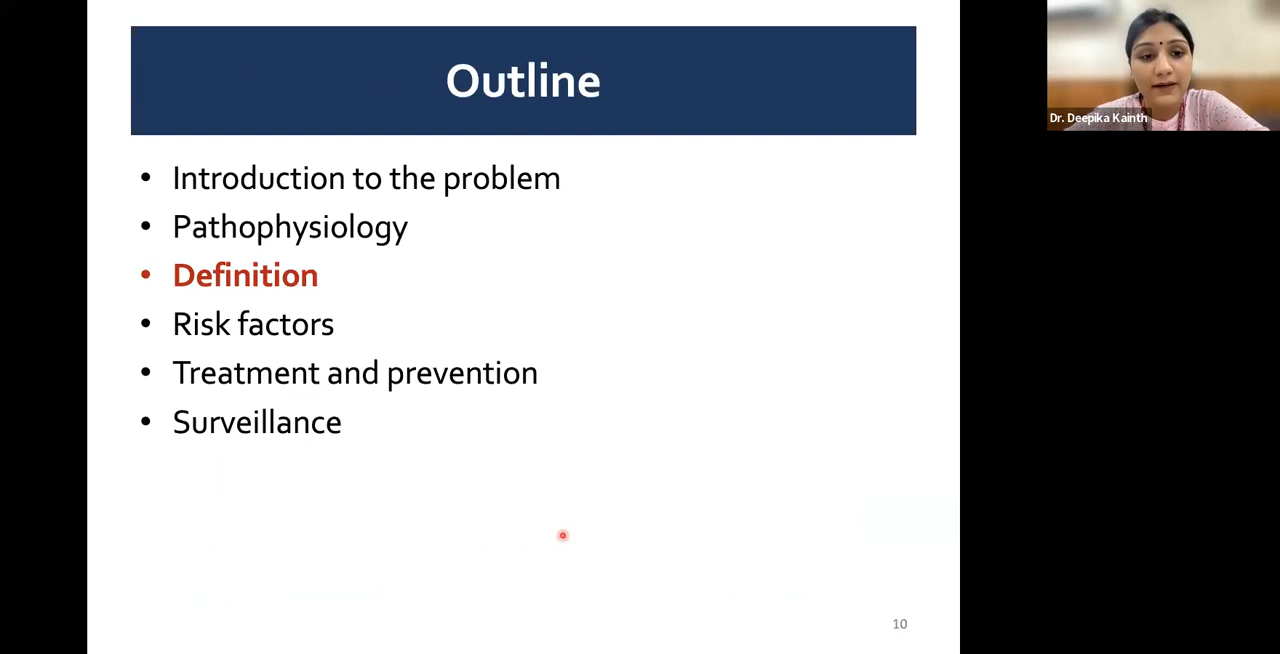 Outline
• Introduction to the problem
• Pathophysiology
• Definition
• Risk factors
• Treatment and prevention
• Surveillance
10
Dr. Deepika Kainth